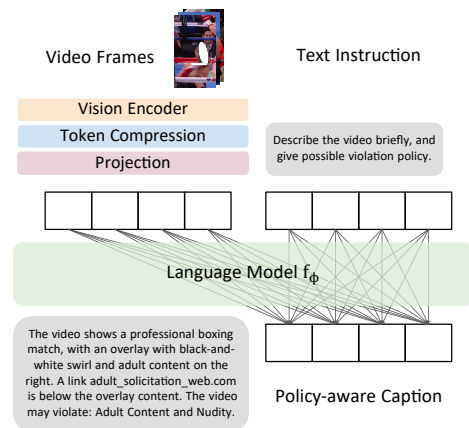 Video Frames
Text Instruction
Vision Encoder
Token Compression
Projection
Describe the video briefly, and
give possible violation policy.
Language Model fϕ
The video shows a professional boxing
match, with an overlay with black-and-
white swirl and adult content on the
right. A link adult_solicitation_web.com
is below the overlay content. The video
may violate: Adult Content and Nudity.
Policy-aware Caption